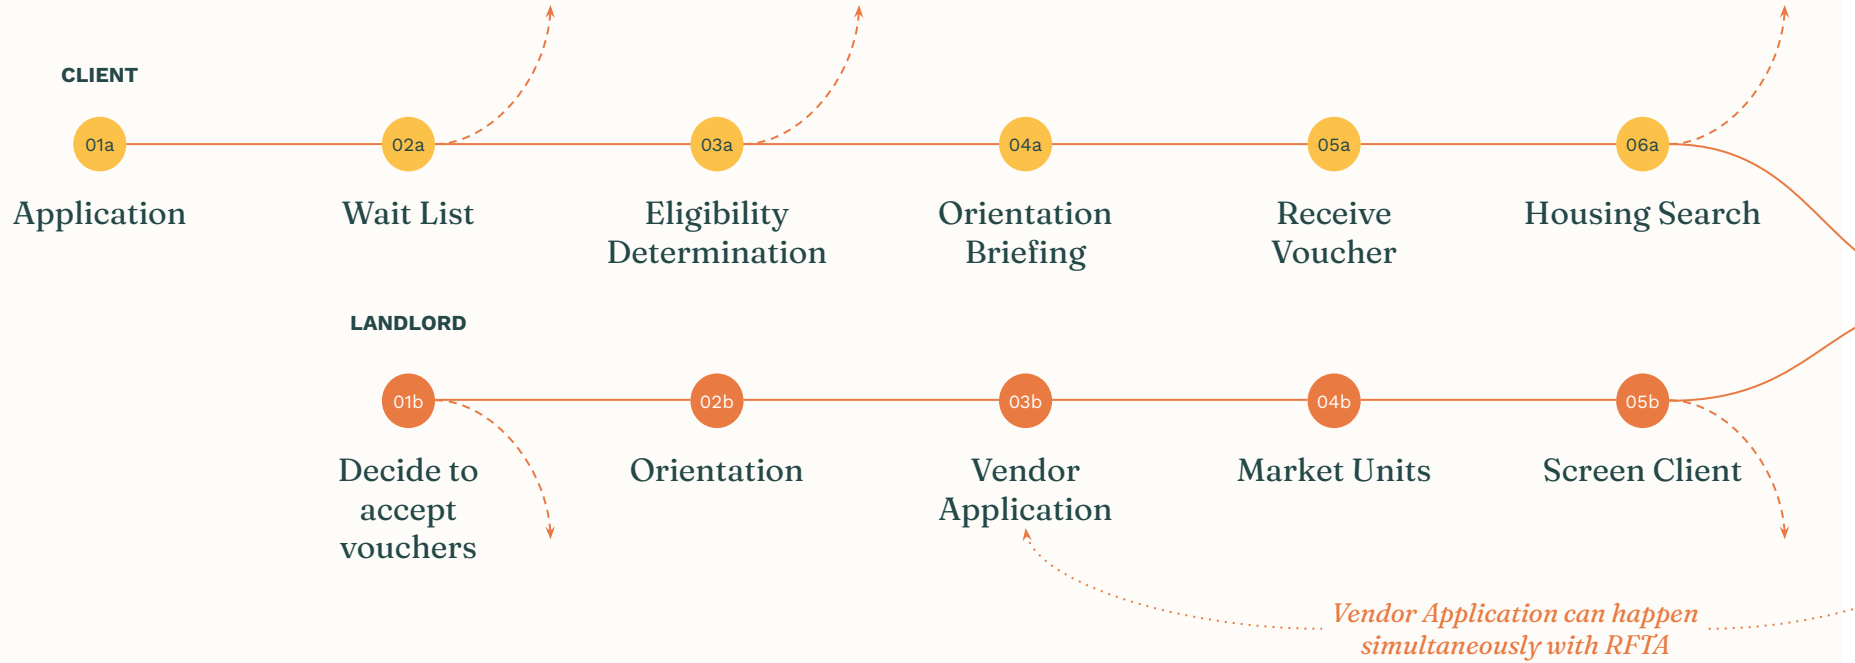 CLIENT
01a
02a
03a
04a
05a
06a
Application
Wait List
Eligibility
Determination
Orientation
Briefing
Receive
Voucher
Housing Search
LANDLORD
01b
02b
03b
04b
05b
Decide to
accept
vouchers
Orientation
Vendor
Application
Market Units
Screen Client
Vendor Application can happen
simultaneously with RFTA